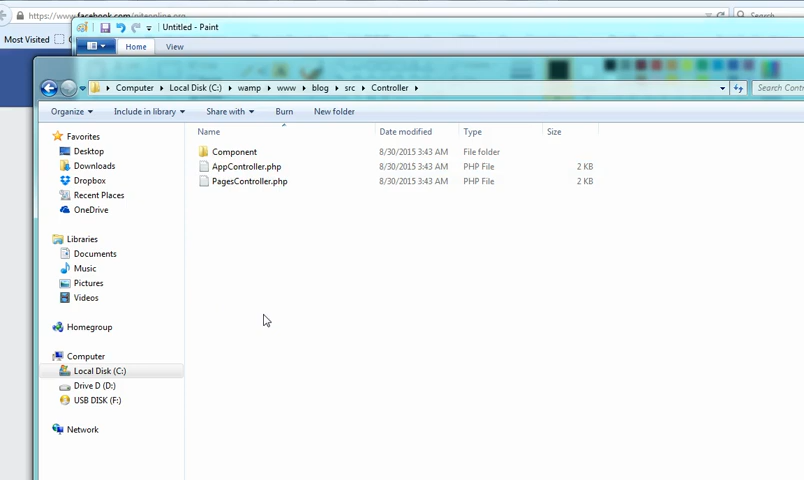 https://www.facebook.com/niteonline.org
Search
Untitled - Paint
Most Visited
Home View
Computer Local Disk (C:) wamp www blog src Controller
Search Cont
Organize Include in library Share with Burn New folder
Name Date modified Type Size
Favorites
Desktop
Downloads
Dropbox
Recent Places
OneDrive
Component 8/30/2015 3:43 AM File folder
AppController.php 8/30/2015 3:43 AM PHP File 2 KB
PagesController.php 8/30/2015 3:43 AM PHP File 2 KB
Libraries
Documents
Music
Pictures
Videos
Homegroup
Computer
Local Disk (C:)
Drive D (D:)
USB DISK (F:)
Network